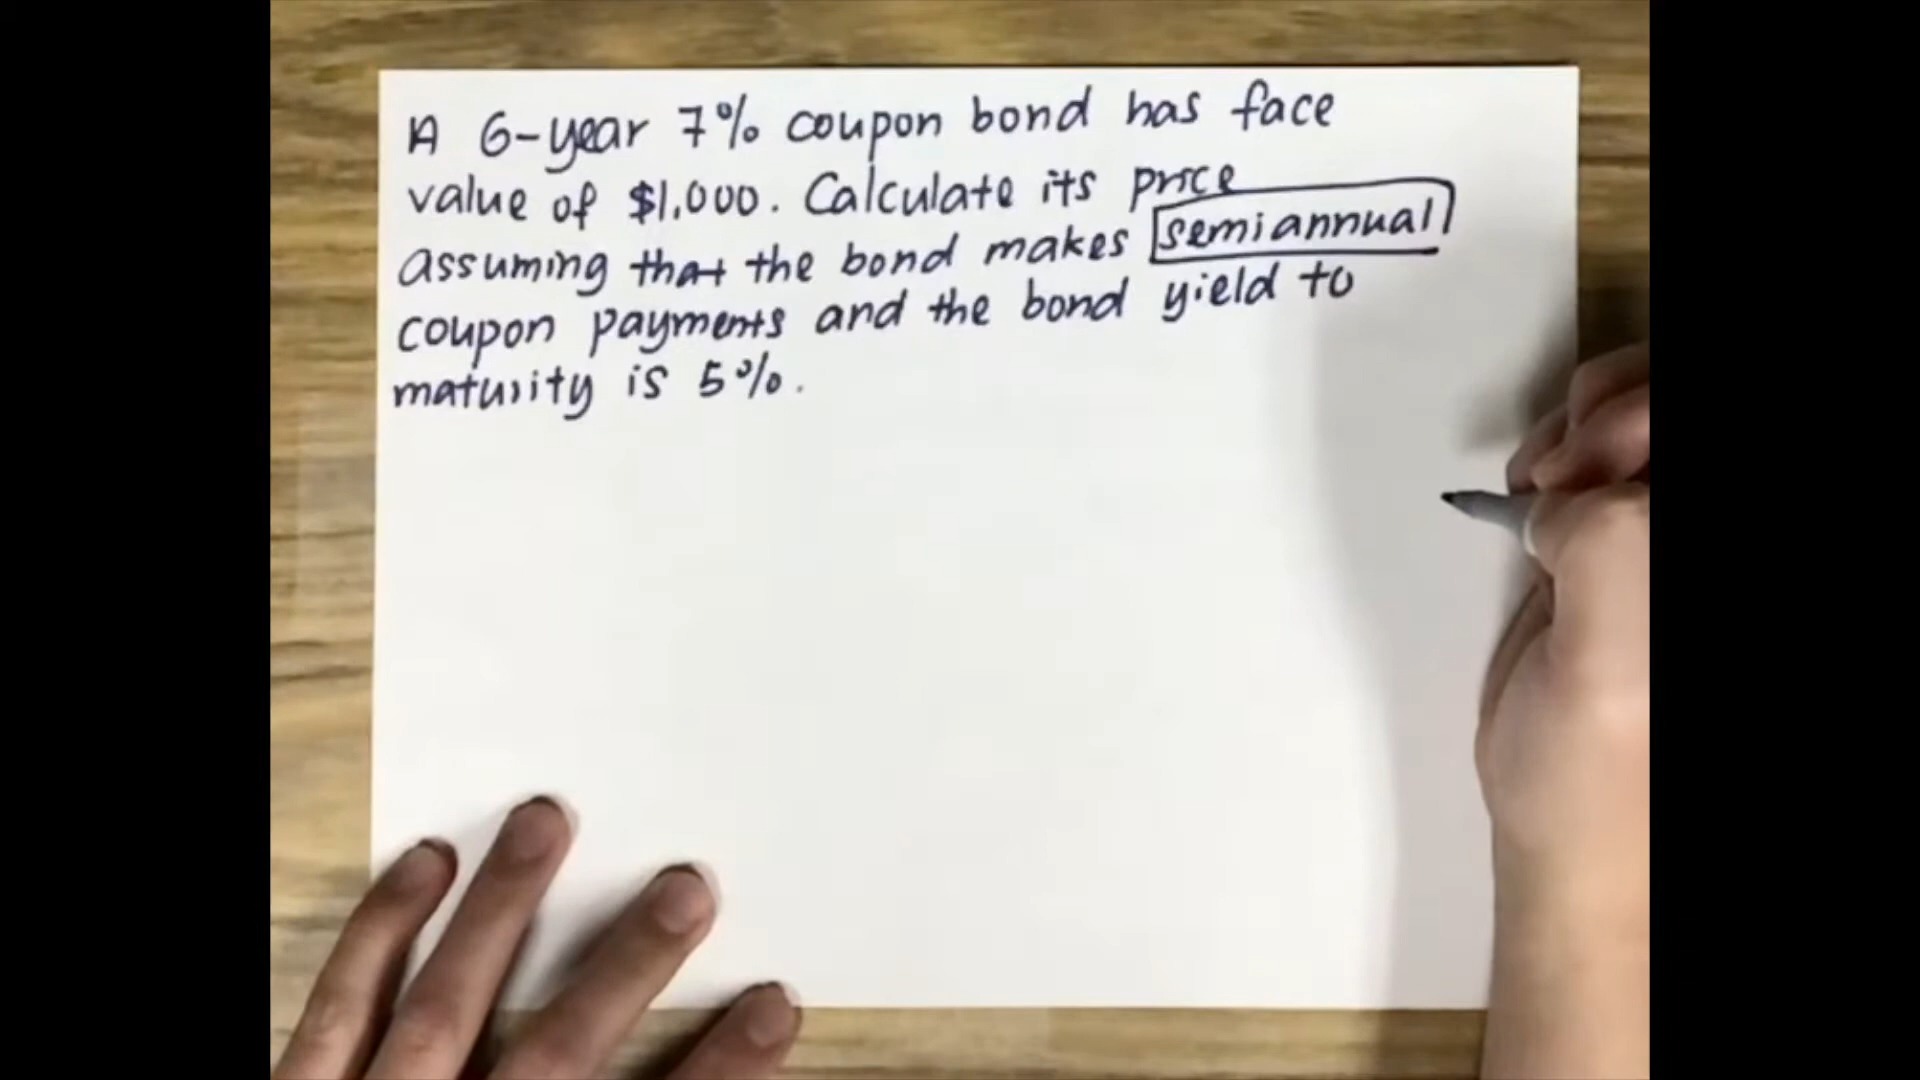 A 6-year 7% coupon bond has face
value of $1,000. Calculate its price
assuming that the bond makes semiannual
coupon payments and the bond yield to
maturity is 5%.